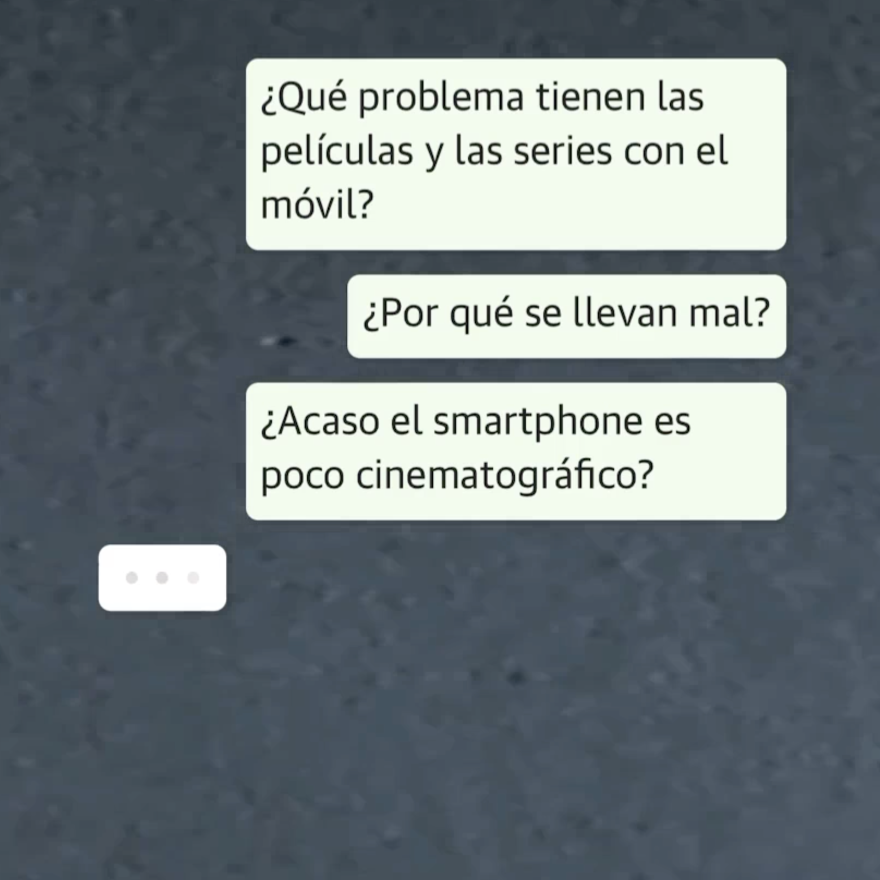 ¿Qué problema tienen las
películas y las series con el
móvil?
¿Por qué se llevan mal?
¿Acaso el smartphone es
poco cinematográfico?